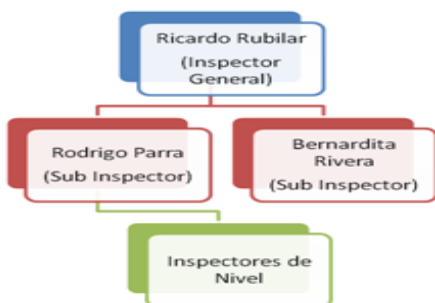 Ricardo Rubilar
(Inspector
General)
Rodrigo Parra
(Sub Inspector)
Bernardita
Rivera
(Sub Inspector)
Inspectores de
Nivel